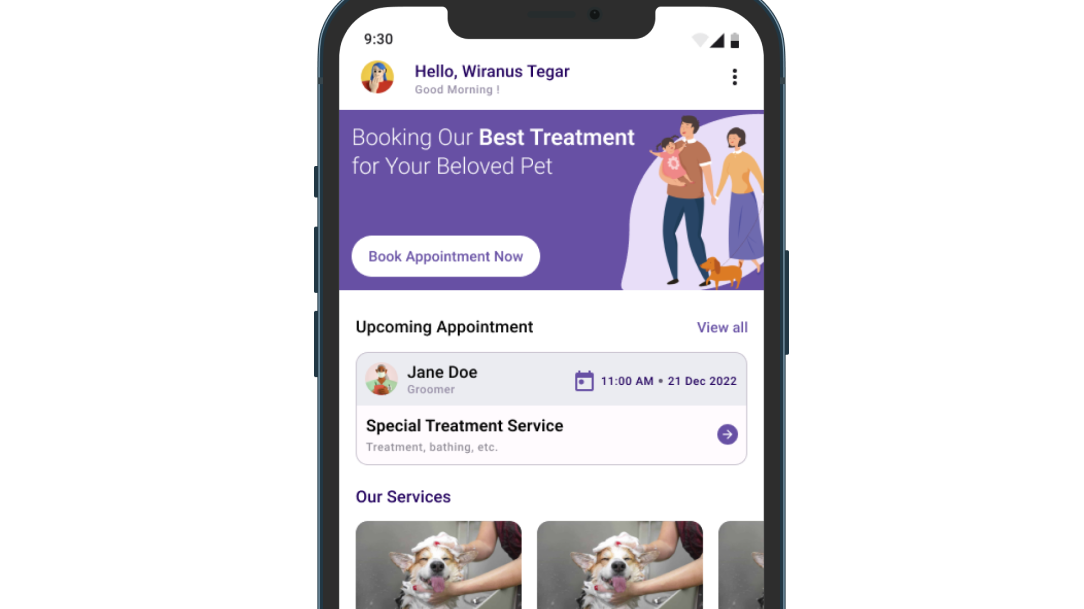 9:30
Hello, Wiranus Tegar
Good Morning !
Booking Our Best Treatment
for Your Beloved Pet
Book Appointment Now
Upcoming Appointment
View all
Jane Doe
Groomer
11:00 AM • 21 Dec 2022
Special Treatment Service
Treatment, bathing, etc.
Our Services